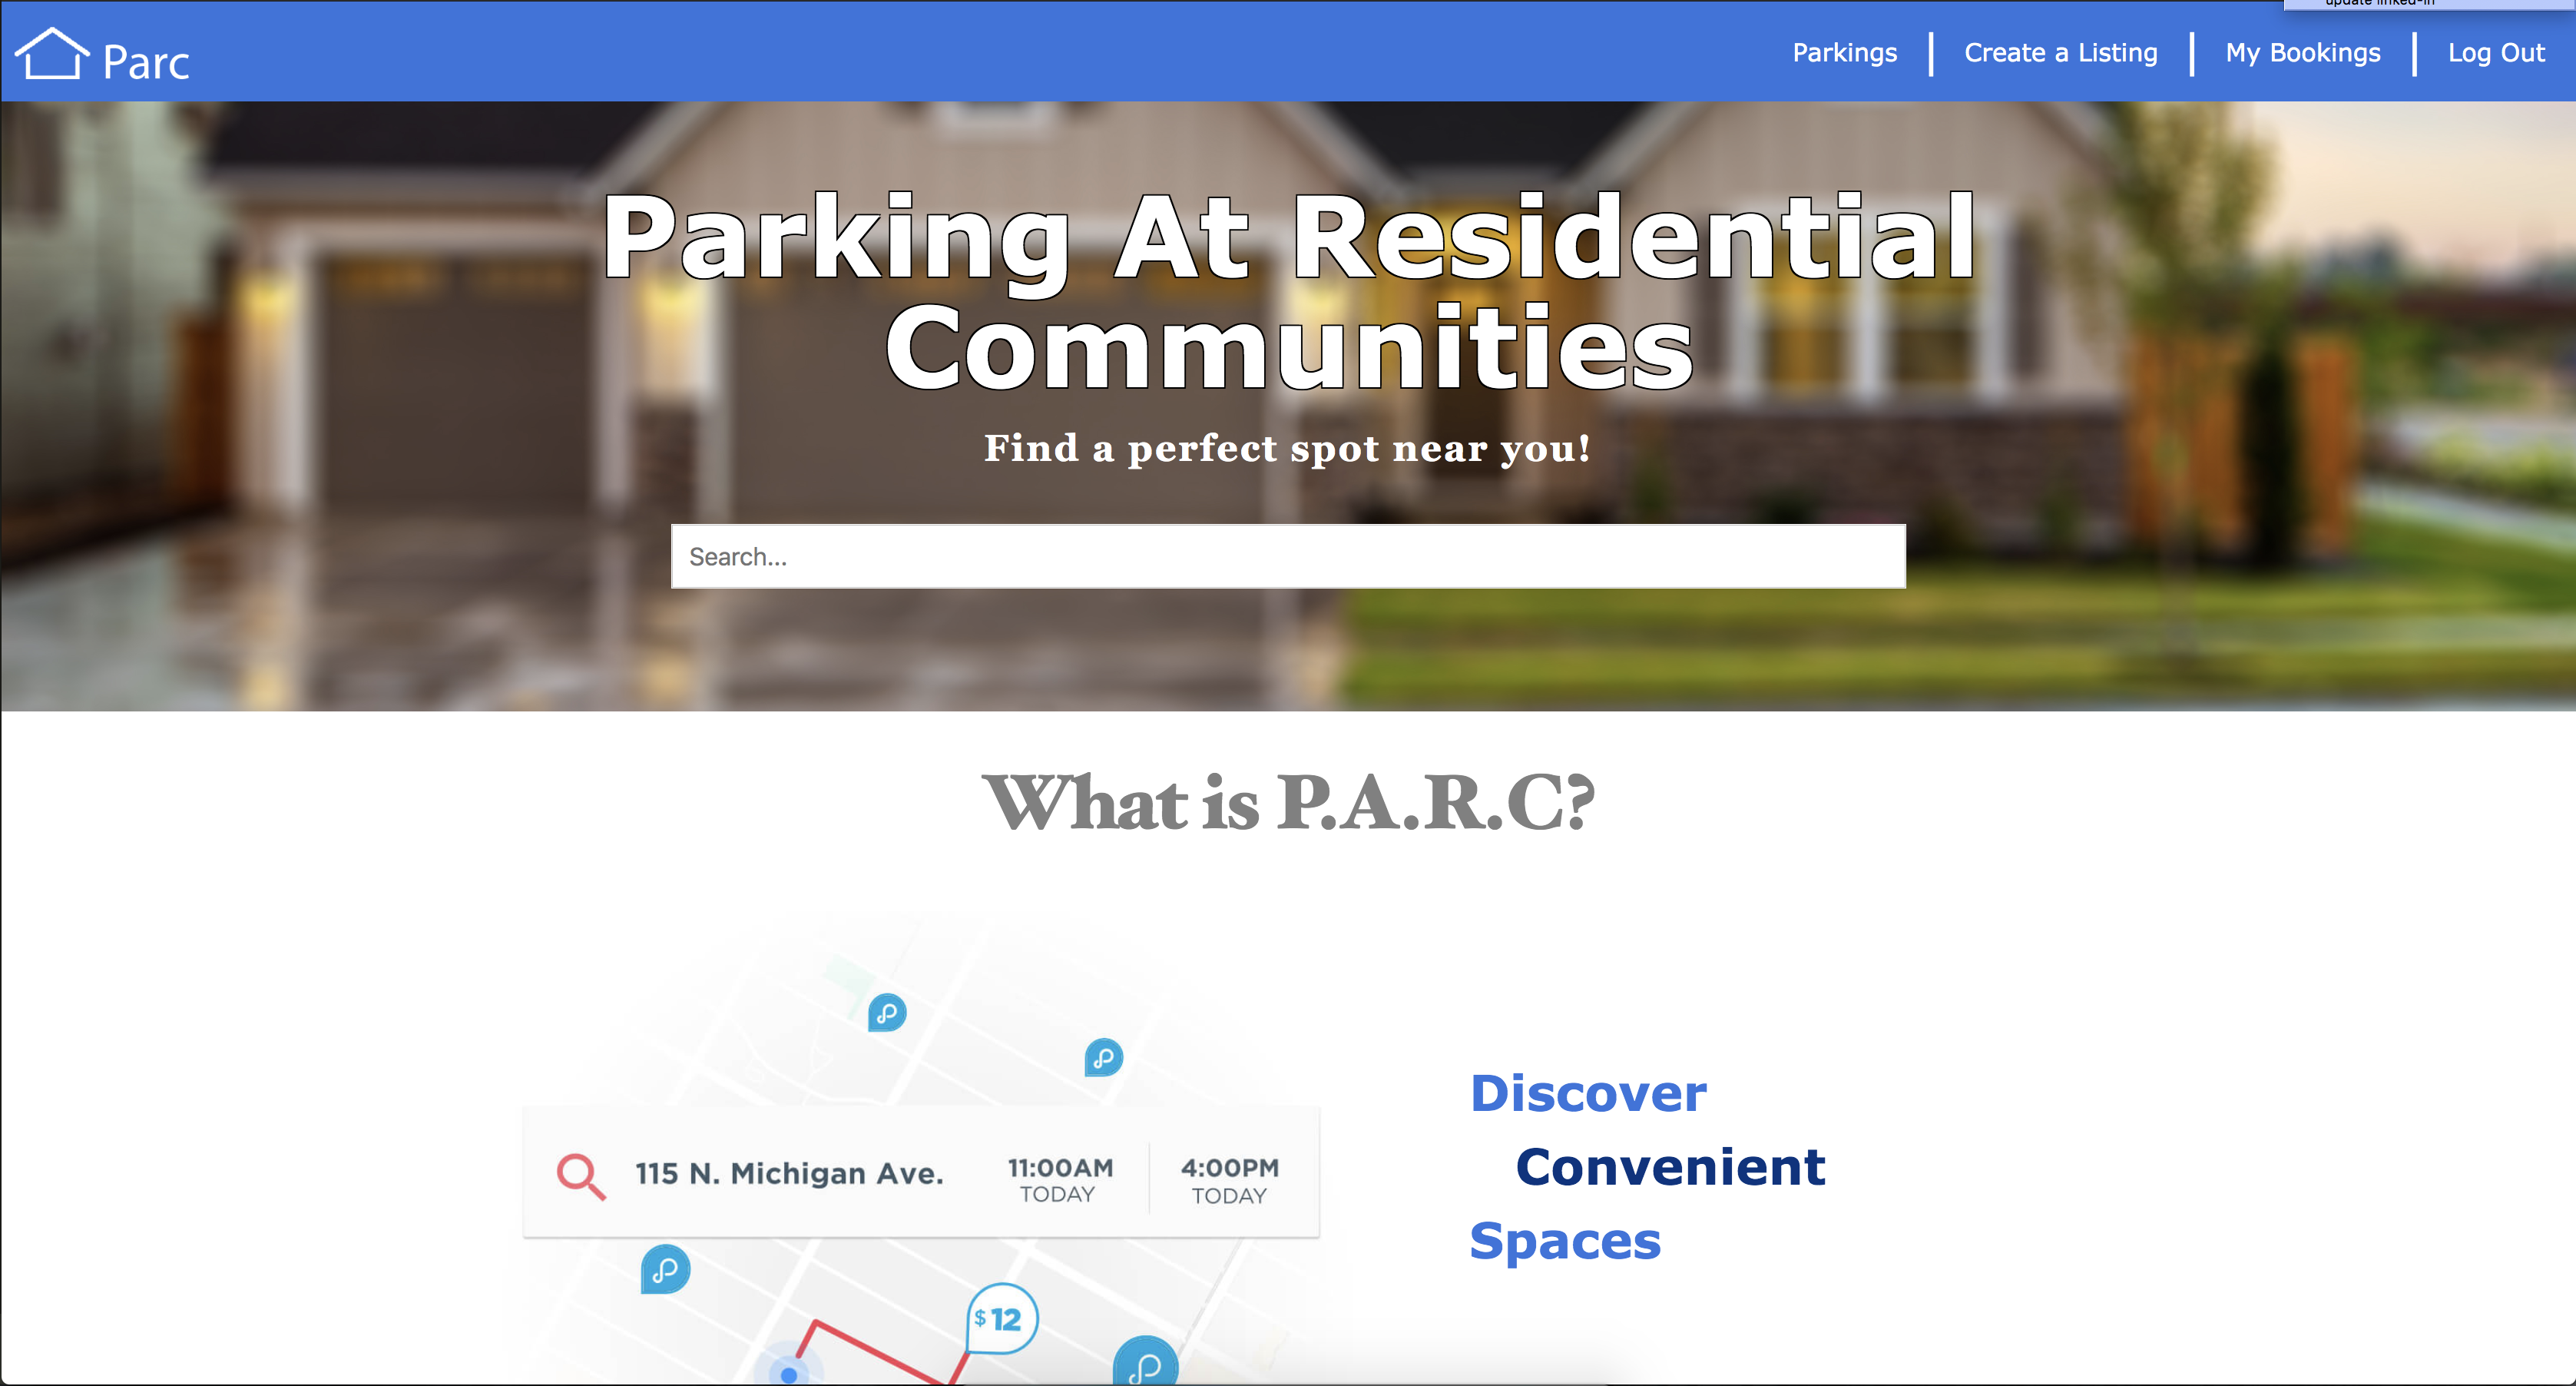 update linked-in
Parc
Parkings
Create a Listing
My Bookings
Log Out
Parking At Residential
Communities
Find a perfect spot near you!
Search...
What is P.A.R.C?
115 N. Michigan Ave.
11:00AM
TODAY
4:00PM
TODAY
Discover
Convenient
Spaces
$12